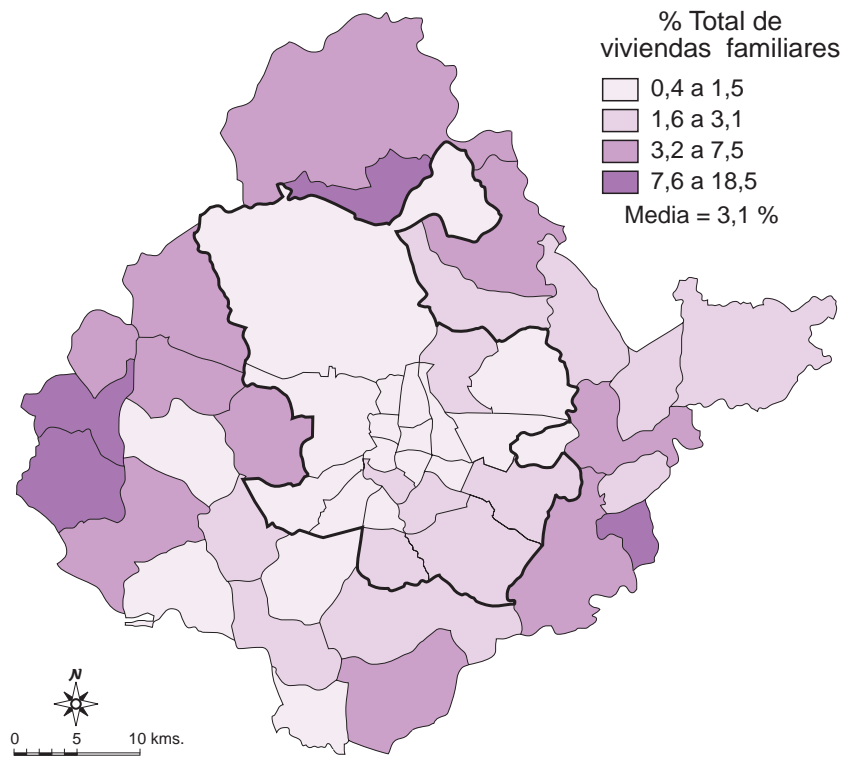 % Total de
viviendas familiares
0,4 a 1,5
1,6 a 3,1
3,2 a 7,5
7,6 a 18,5
Media = 3,1 %
N
0 5 10 kms.